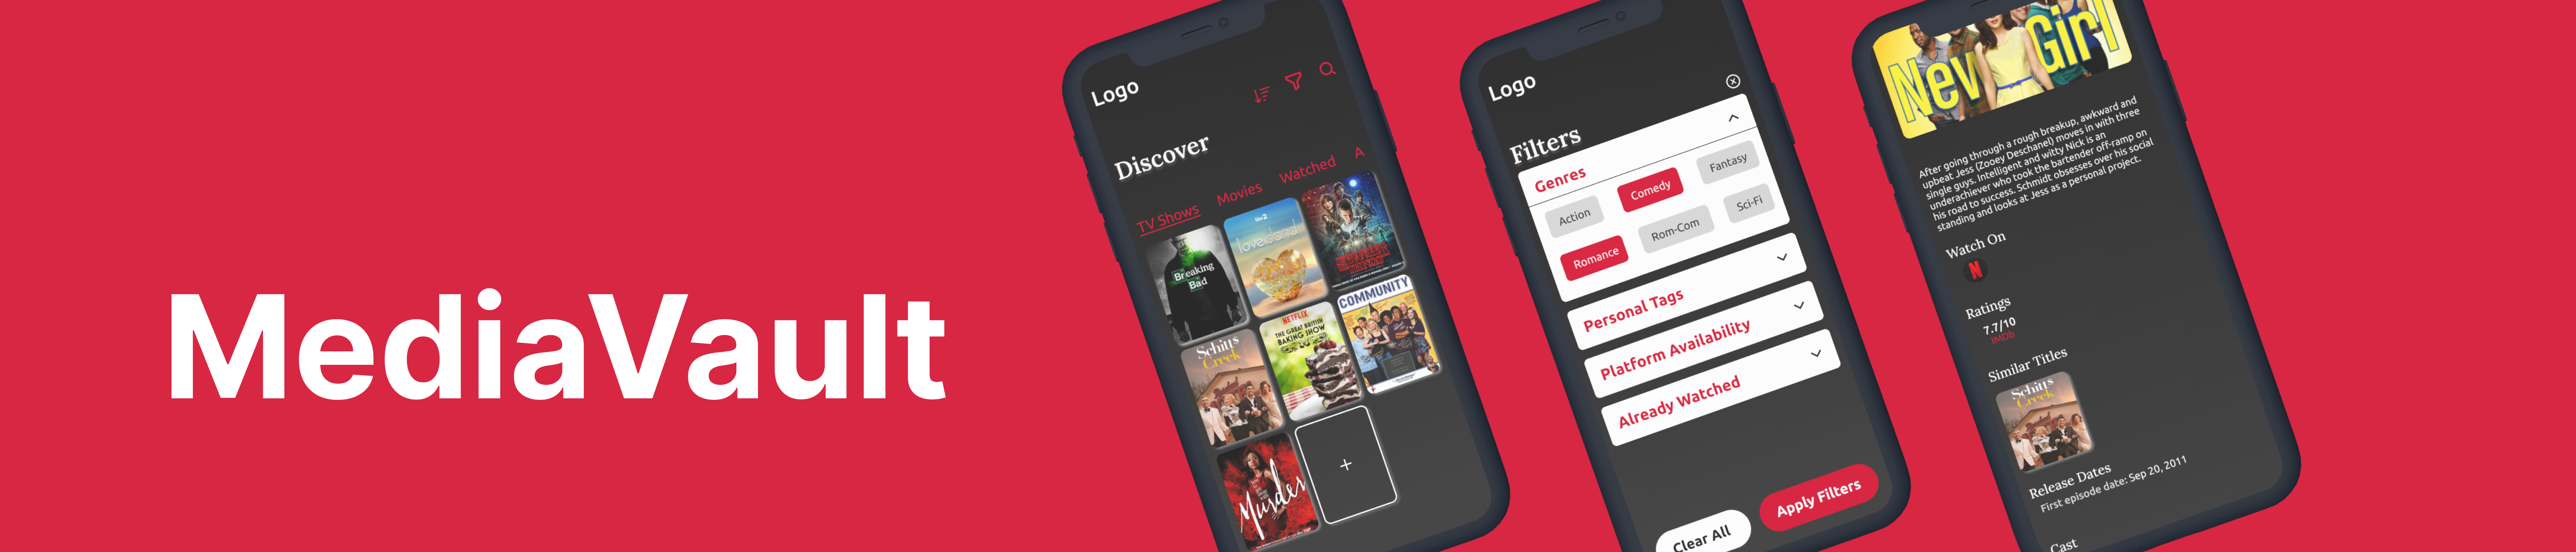 MediaVault
Logo
Discover
TV Shows
Movies
Watched
A
Breaking
Bad
itv2
loveisland
Schitt's
Creek
NETFLIX
THE GREAT BRITISH
BAKING SHOW
COMMUNITY
Murder
+
Logo
Filters
Genres
Action
Comedy
Fantasy
Romance
Rom-Com
Sci-Fi
Personal Tags
Platform Availability
Already Watched
Clear All
Apply Filters
New Girl
After going through a rough breakup, awkward and
upbeat Jess (Zooey Deschanel) moves in with three
single guys. Intelligent and witty Nick is an
underachiever who took the bartender off-ramp on
his road to success. Schmidt obsesses over his social
standing and looks at Jess as a personal project.
Watch On
N
Ratings
7.7/10
IMDb
Similar Titles
Schitt's
Creek
Release Dates
First episode date: Sep 20, 2011
Cast